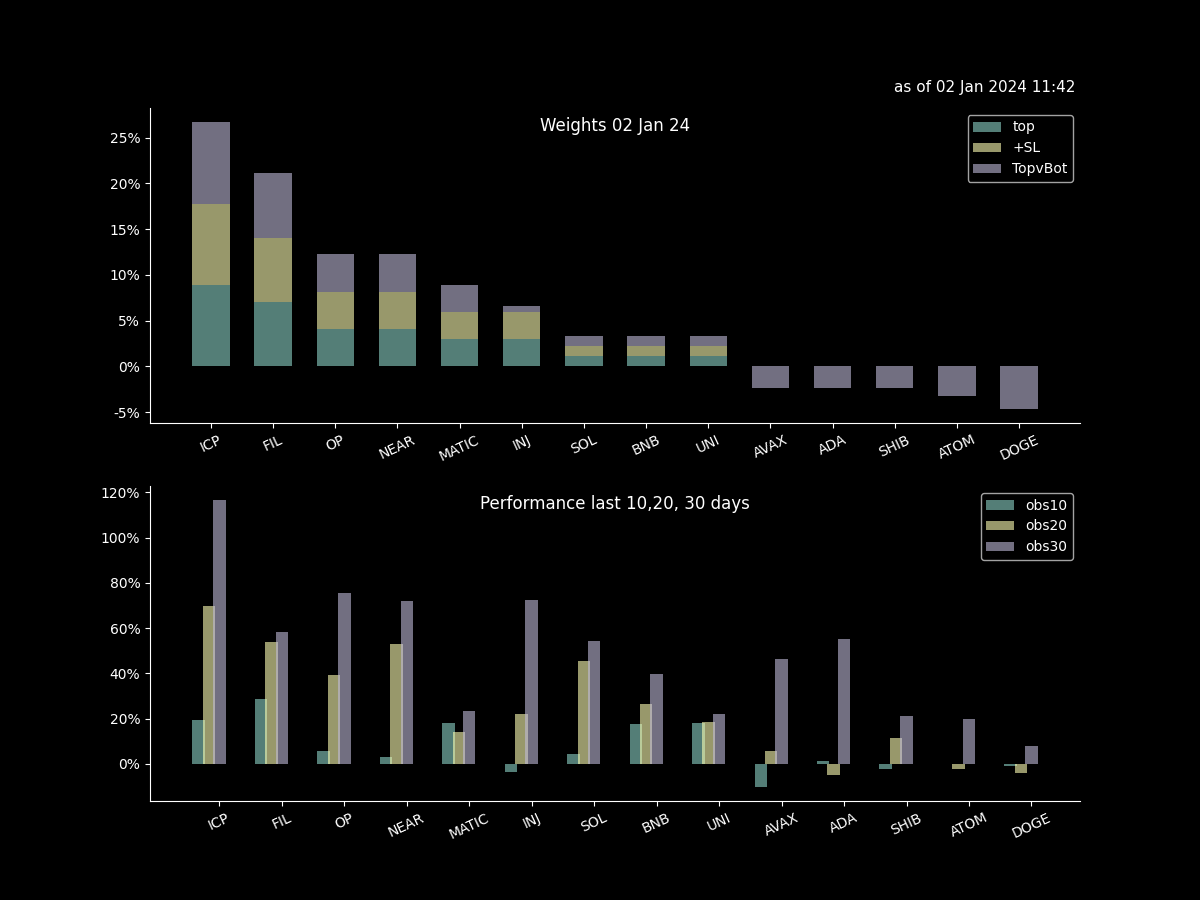 as of 02 Jan 2024 11:42
Weights 02 Jan 24
top
+SL
TopvBot
25%
20%
15%
10%
5%
0%
-5%
ICP FIL OP NEAR MATIC INJ SOL BNB UNI AVAX ADA SHIB ATOM DOGE
Performance last 10,20, 30 days
obs10
obs20
obs30
120%
100%
80%
60%
40%
20%
0%
ICP FIL OP NEAR MATIC INJ SOL BNB UNI AVAX ADA SHIB ATOM DOGE